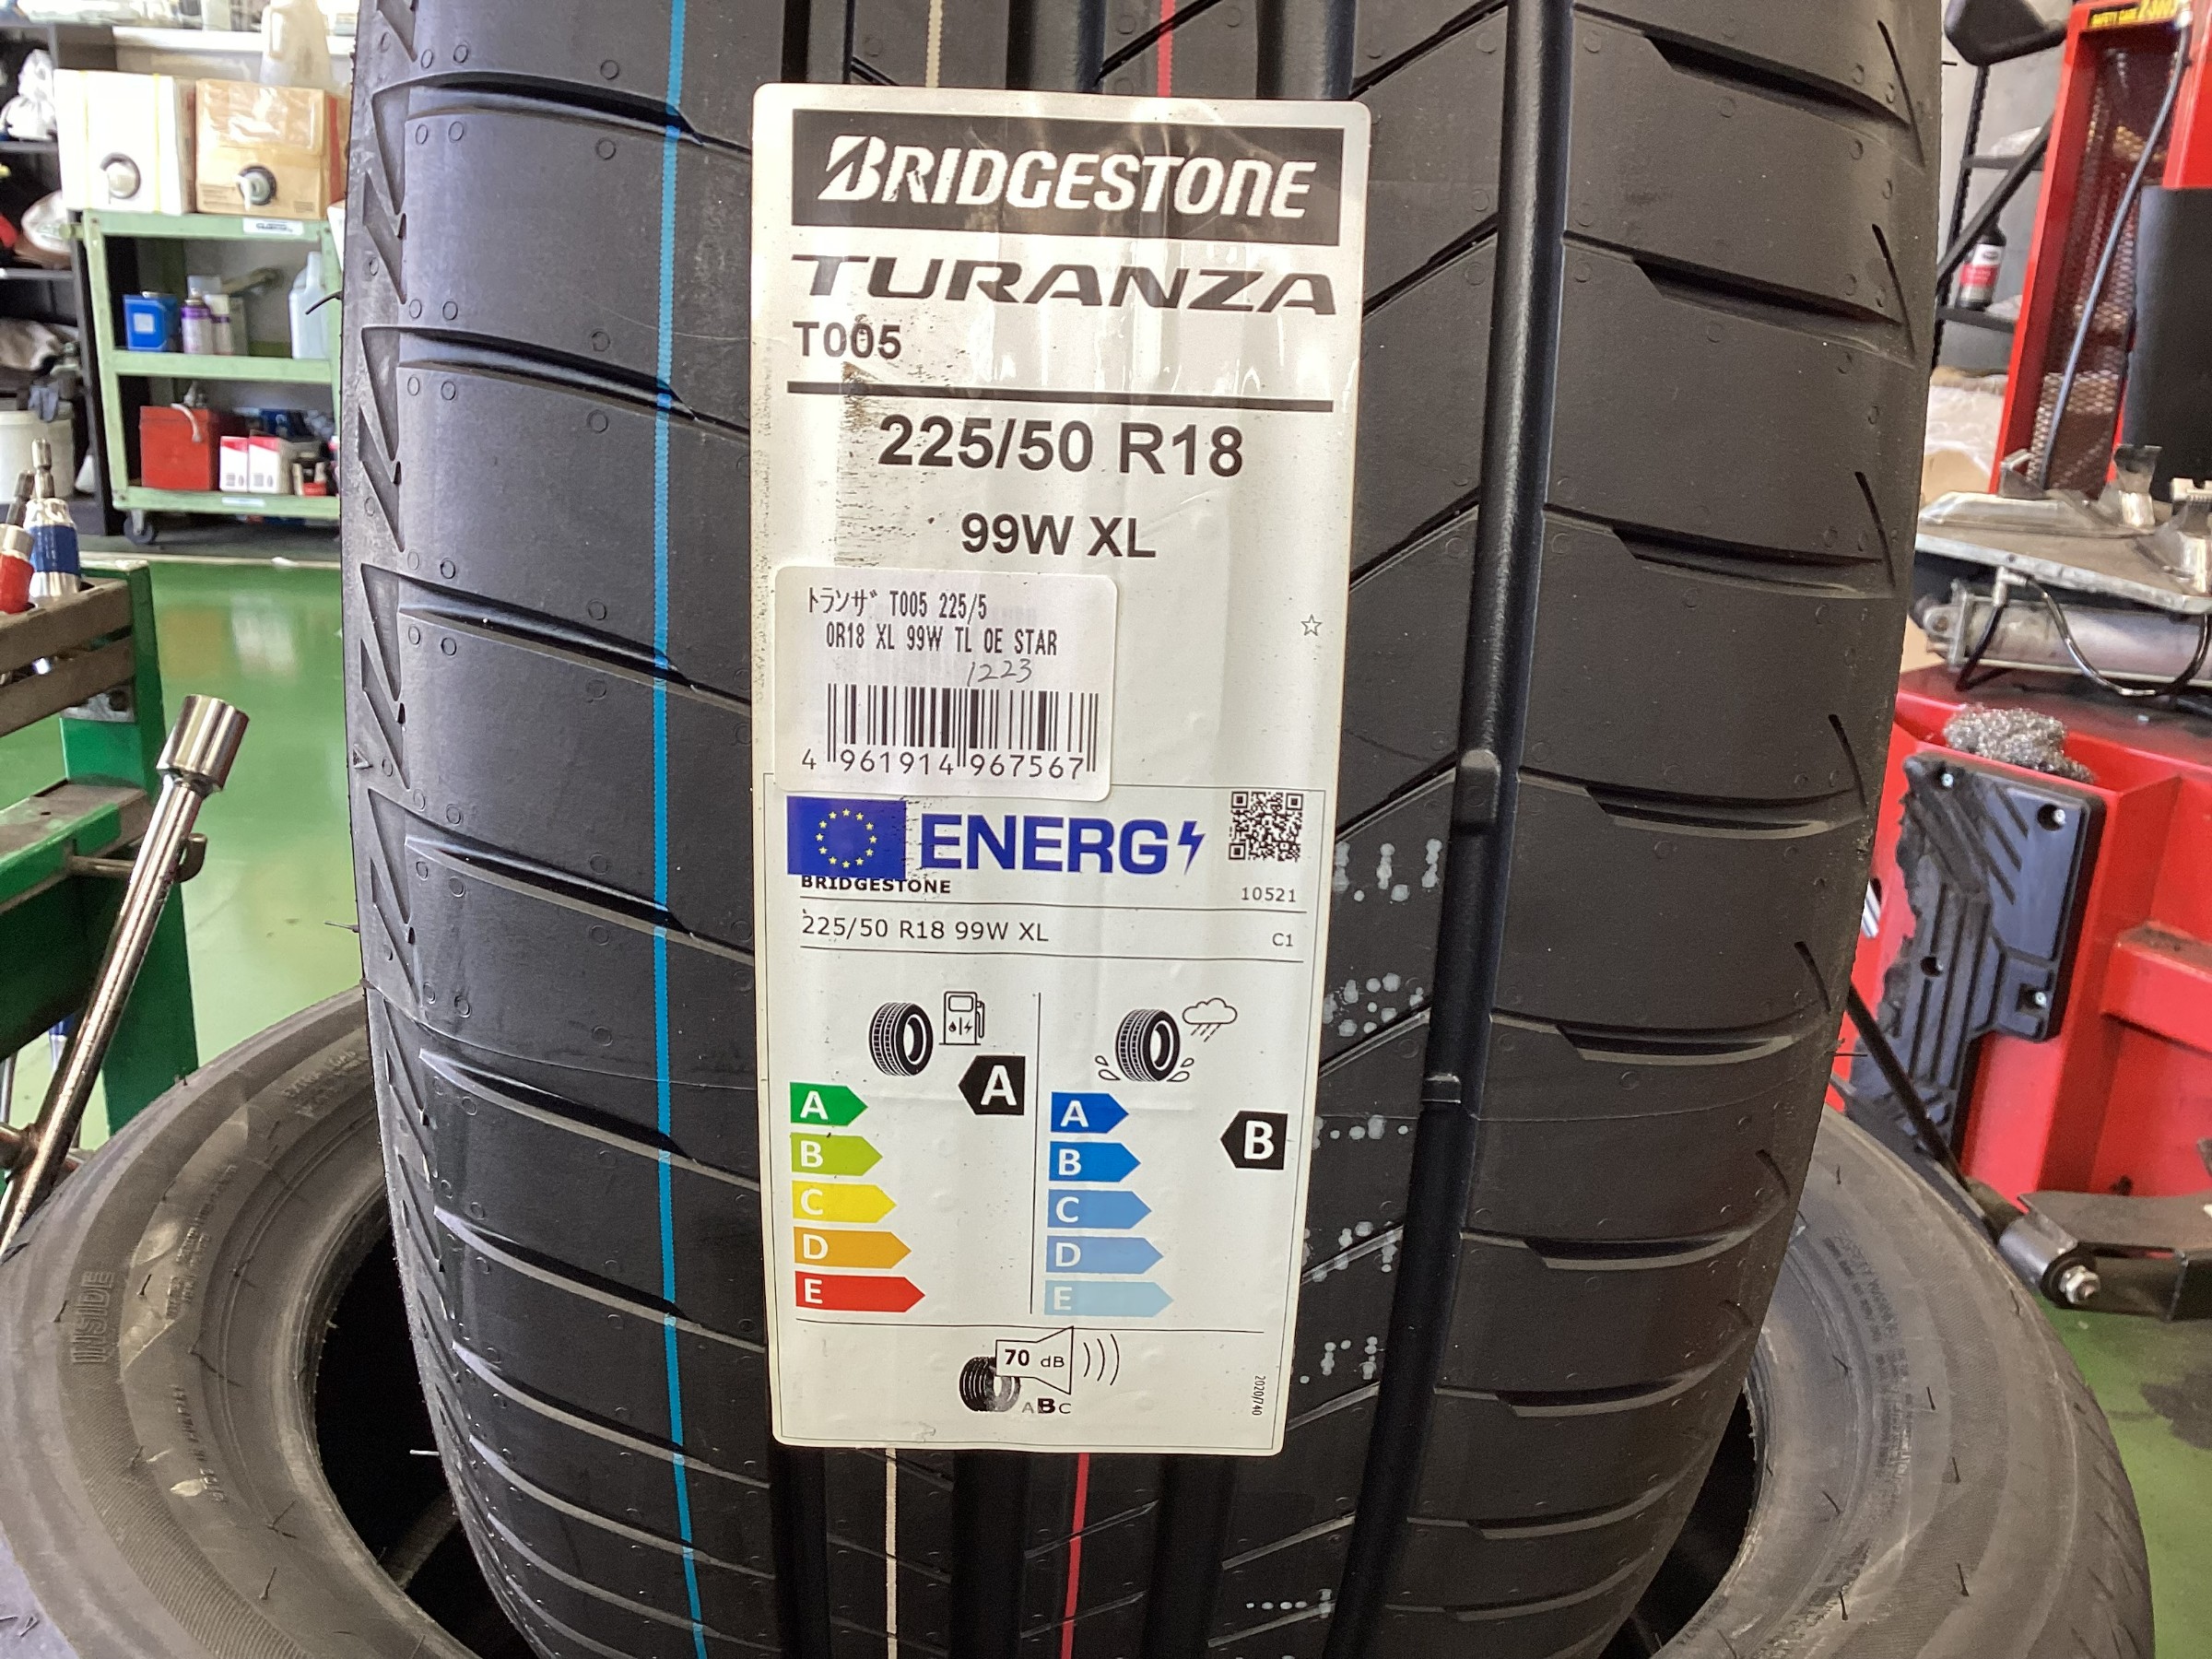 BRIDGESTONE
TURANZA
T005
225/50 R18
99W XL
トランザ T005 225/5
0R18 XL 99W TL OE STAR
1223
4 961914 967567
☆
ENERG
BRIDGESTONE
10521
225/50 R18 99W XL
C1
A
B
A
B
C
D
E
A
B
C
D
E
70 dB
ABC
2020/740
INSIDE